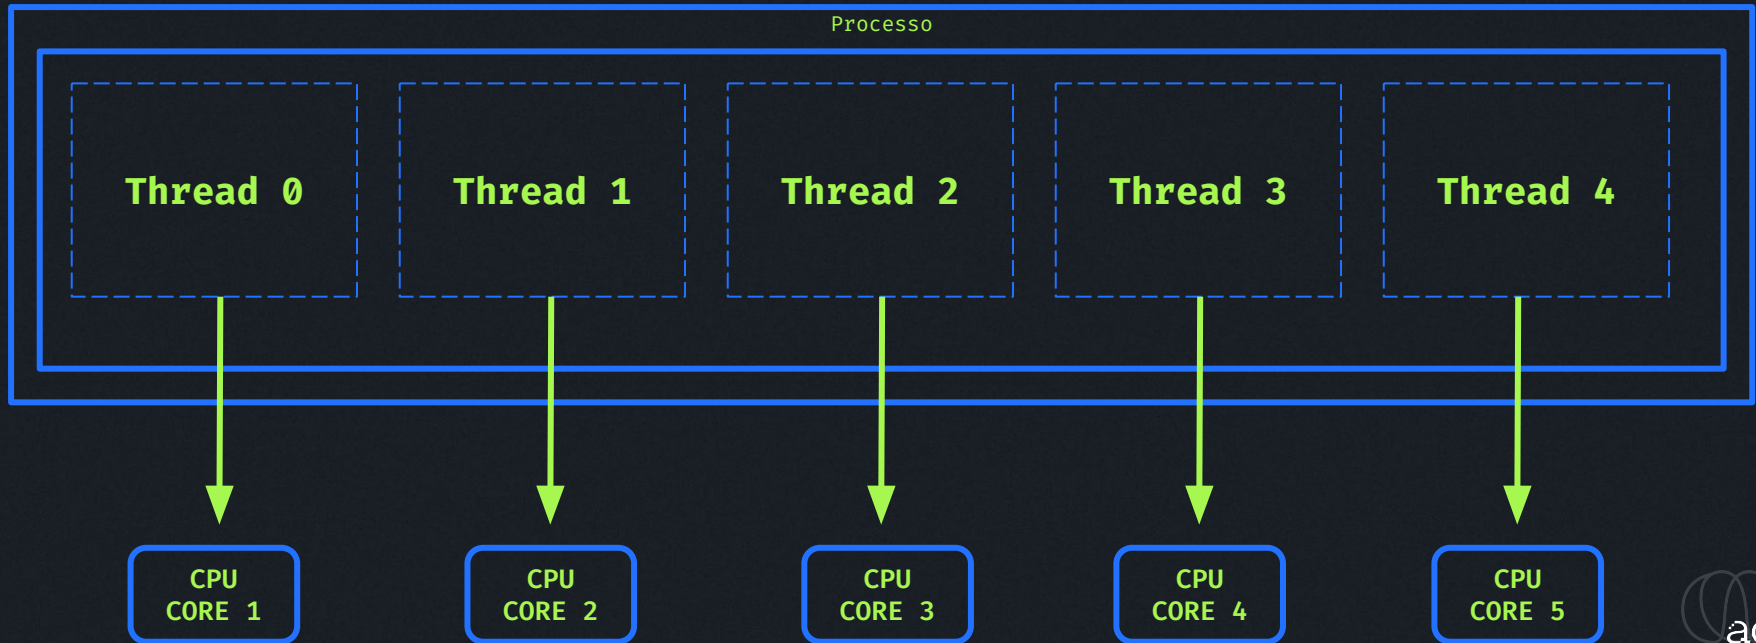 Processo
Thread 0
Thread 1
Thread 2
Thread 3
Thread 4
CPU
CORE 1
CPU
CORE 2
CPU
CORE 3
CPU
CORE 4
CPU
CORE 5